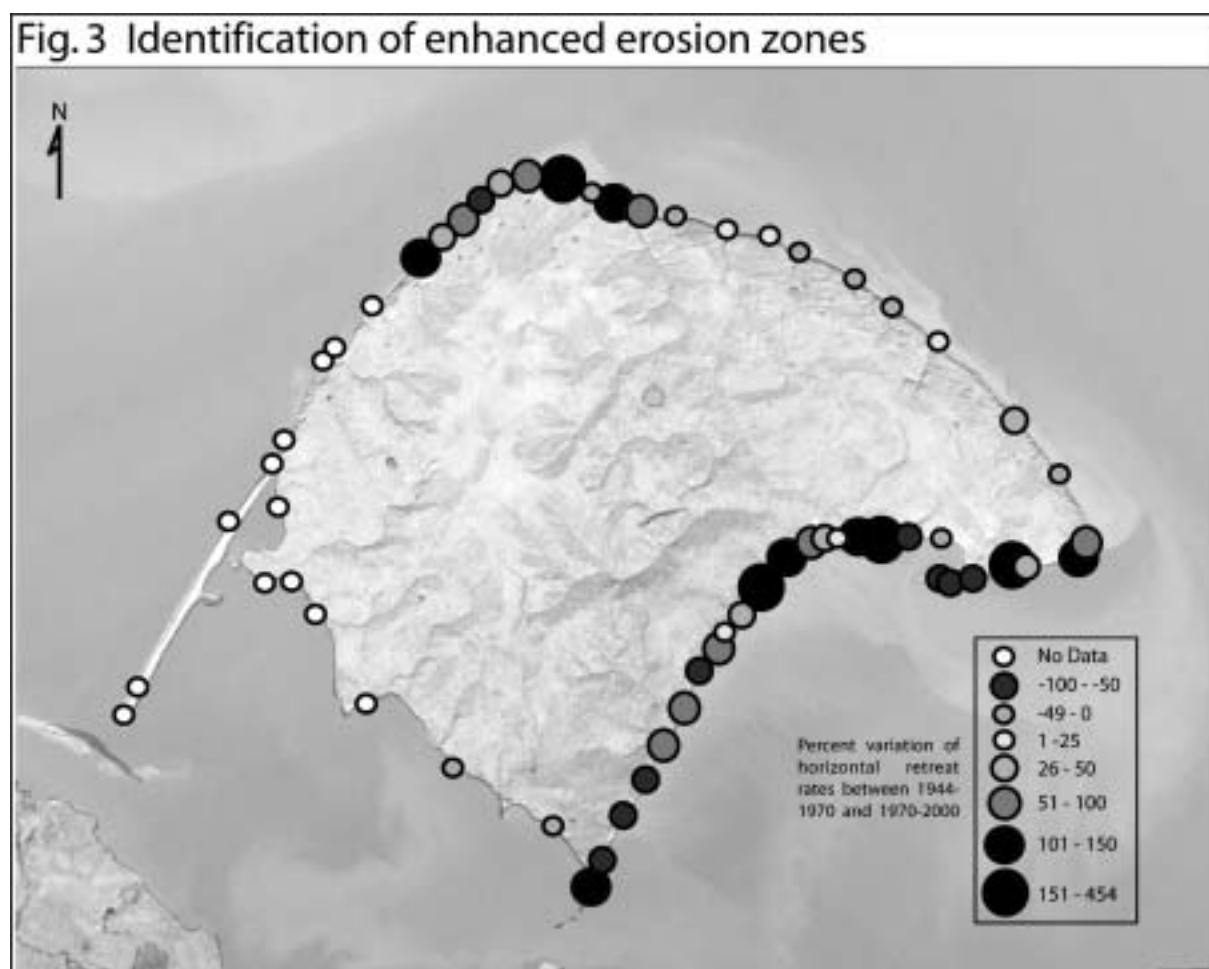 Fig. 3 Identification of enhanced erosion zones
N
Percent variation of
horizontal retreat
rates between 1944-
1970 and 1970-2000
No Data
-100 - -50
-49 - 0
1 -25
26 - 50
51 - 100
101 - 150
151 - 454